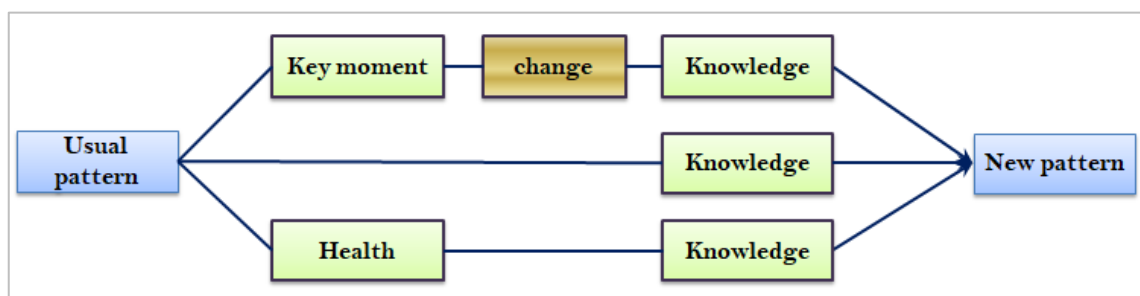 Key moment
change
Knowledge
Usual
pattern
Knowledge
New pattern
Health
Knowledge